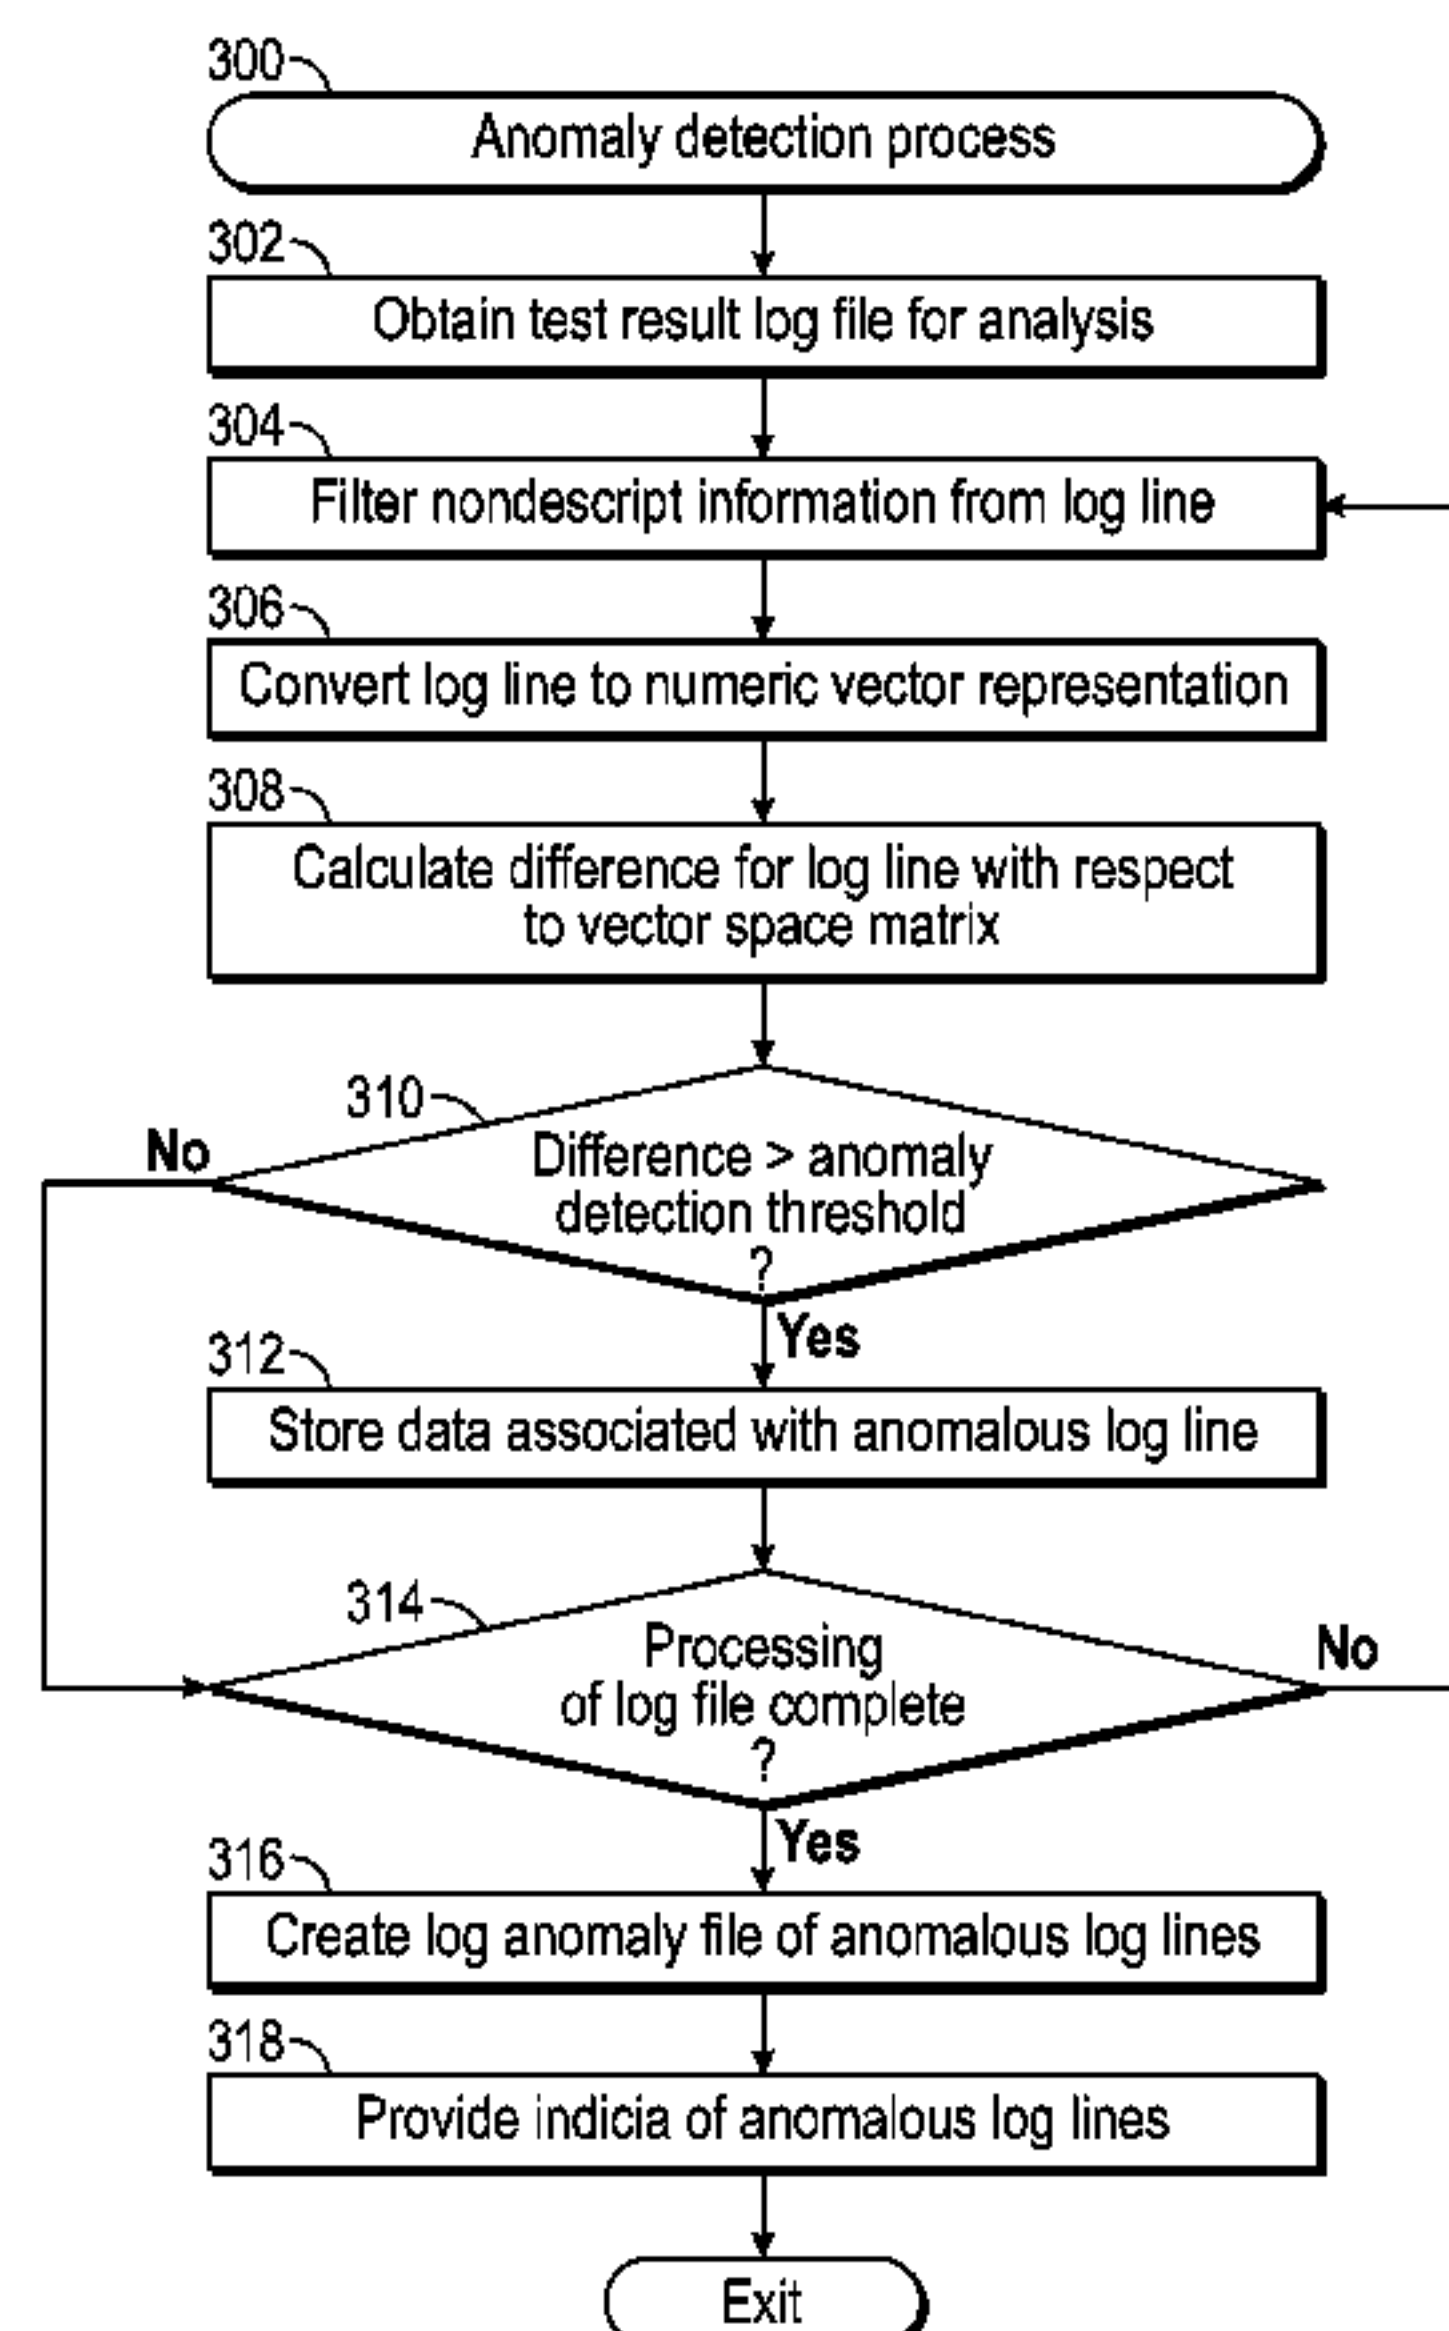 300
Anomaly detection process
302
Obtain test result log file for analysis
304
Filter nondescript information from log line
306
Convert log line to numeric vector representation
308
Calculate difference for log line with respect
to vector space matrix
310
No
Difference > anomaly
detection threshold
?
Yes
312
Store data associated with anomalous log line
314
Processing
of log file complete
?
No
Yes
316
Create log anomaly file of anomalous log lines
318
Provide indicia of anomalous log lines
Exit